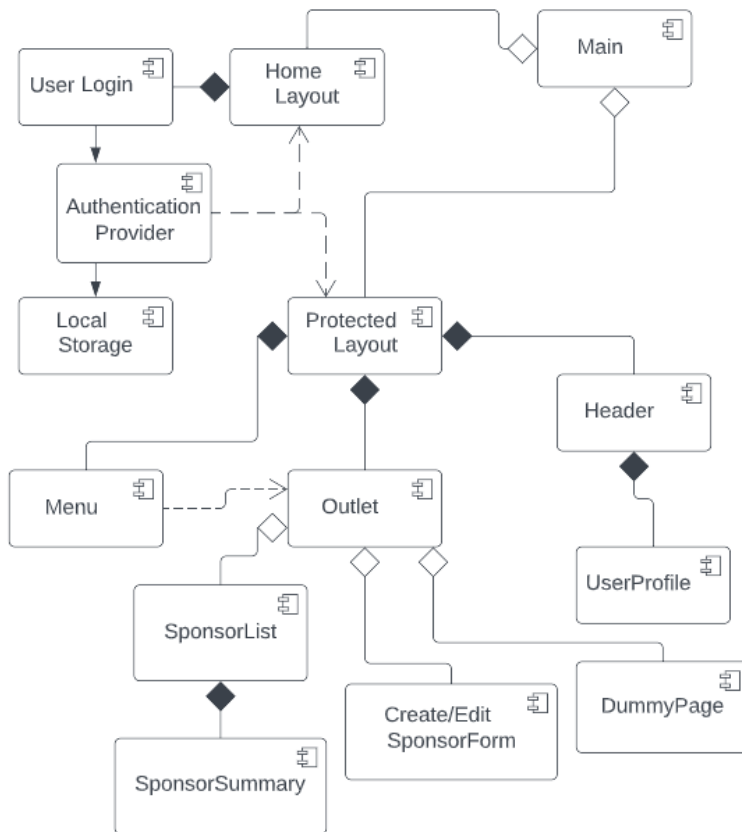 Main
Home
Layout
User Login
Authentication
Provider
Local
Storage
Protected
Layout
Header
Menu
Outlet
UserProfile
SponsorList
DummyPage
Create/Edit
SponsorForm
SponsorSummary